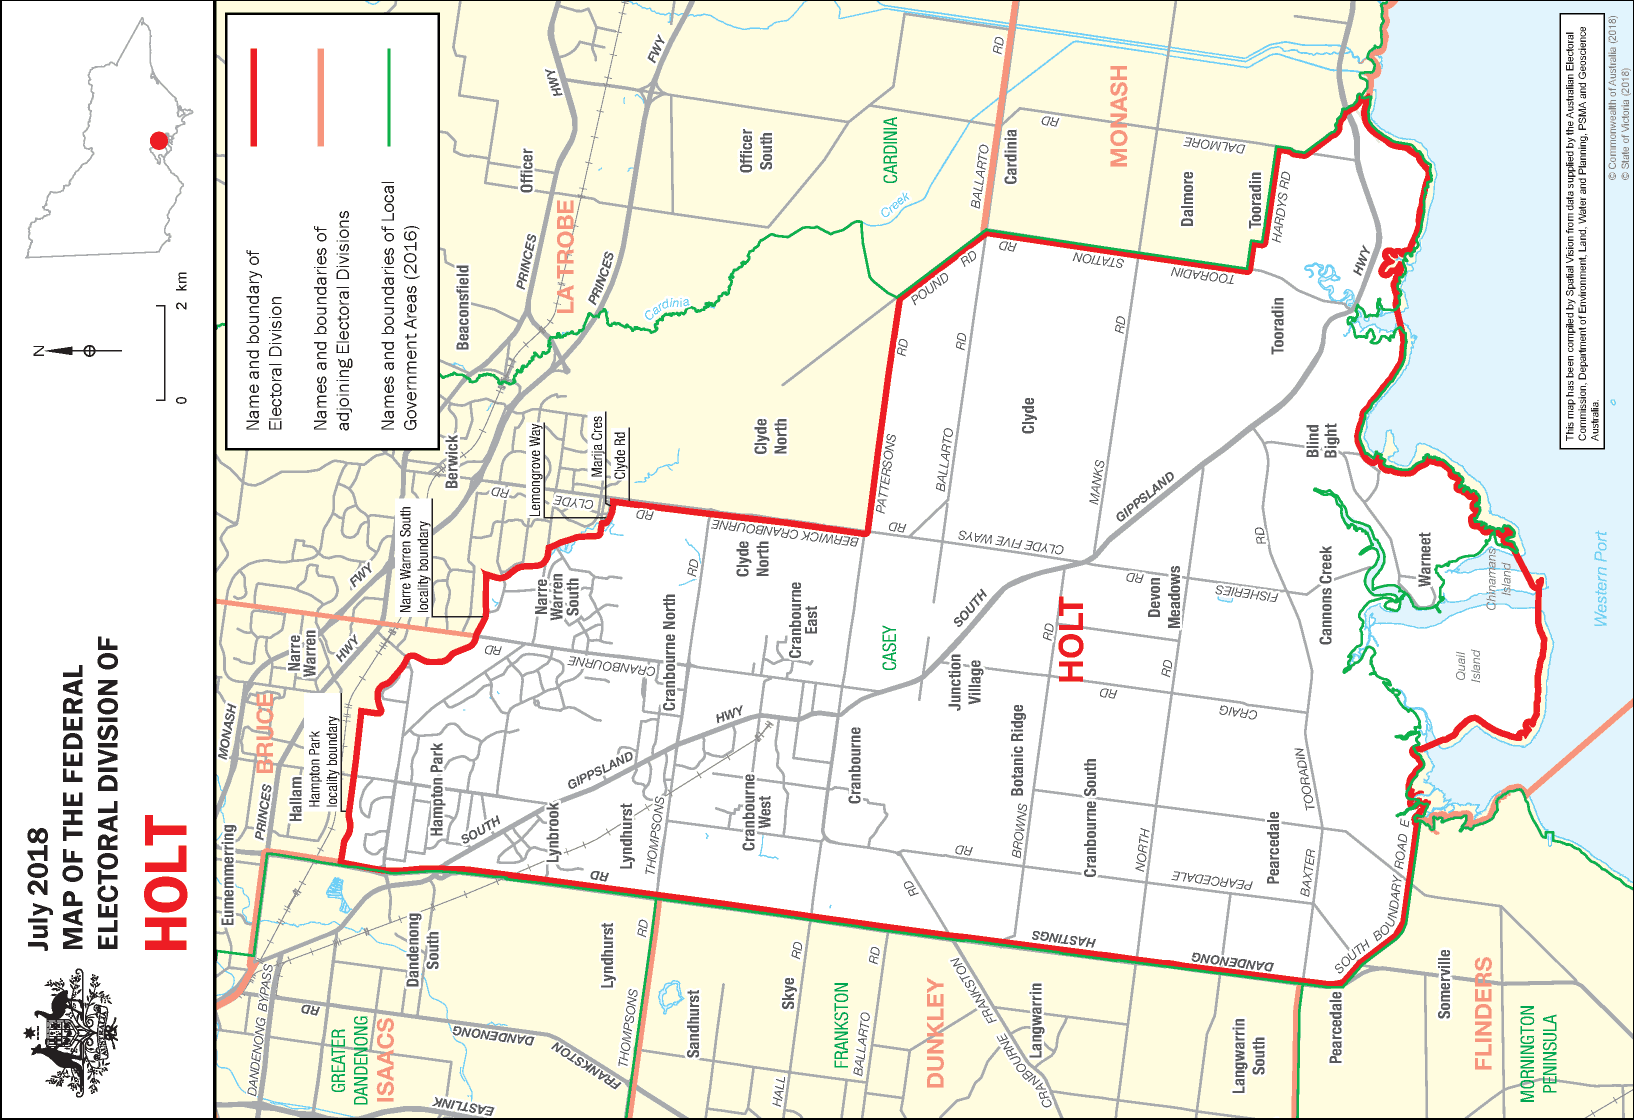 July 2018
MAP OF THE FEDERAL
ELECTORAL DIVISION OF
HOLT
N
0 2 km
Name and boundary of
Electoral Division
Names and boundaries of
adjoining Electoral Divisions
Names and boundaries of Local
Government Areas (2016)
This map has been compiled by Spatial Vision from data supplied by the Australian Electoral
Commission, Department of Environment, Land, Water and Planning, PSMA and Geoscience
Australia.
© Commonwealth of Australia (2018)
© State of Victoria (2018)
Eumemmerring
MONASH
FWY
BRUCE
PRINCES
HWY
Hallam
Narre
Warren
Hampton Park
locality boundary
Narre Warren South
locality boundary
Berwick
Beaconsfield
Officer
PRINCES
HWY
LA TROBE
PRINCES
FWY
Lemongrove Way
Marija Cres
Clyde Rd
CLYDE
RD
Cardinia
Creek
Officer
South
CARDINIA
Clyde
North
DANDENONG BYPASS
RD
GREATER
DANDENONG
ISAACS
Dandenong
South
DANDENONG
FRANKSTON
EASTLINK
Hampton Park
SOUTH
GIPPSLAND
HWY
Lynbrook
Lyndhurst
Lyndhurst
THOMPSONS
THOMPSONS
RD
RD
CRANBOURNE
RD
Narre
Warren
South
Cranbourne North
RD
BERWICK CRANBOURNE
RD
Clyde
North
Cranbourne
East
Cranbourne
West
Cranbourne
CASEY
PATTERSONS
RD
POUND
RD
BALLARTO
RD
BALLARTO
RD
RD
Cardinia
MONASH
RD
DALMORE
Dalmore
Tooradin
HARDYS RD
RD
STATION
TOORADIN
Clyde
RD
CLYDE FIVE WAYS
MANKS
RD
SOUTH
GIPPSLAND
HWY
Tooradin
Blind
Bight
Junction
Village
HOLT
RD
Devon
Meadows
RD
FISHERIES
RD
Cannons Creek
Warneet
Chinamans
Island
Quail
Island
Western Port
Botanic Ridge
BROWNS
RD
Cranbourne South
NORTH
RD
CRAIG
RD
Pearcedale
PEARCEDALE
RD
BAXTER
TOORADIN
SOUTH BOUNDARY ROAD E
Sandhurst
Skye
HALL
RD
FRANKSTON
BALLARTO
RD
DUNKLEY
CRANBOURNE
FRANKSTON
RD
Langwarrin
HASTINGS
DANDENONG
Langwarrin
South
Pearcedale
Somerville
FLINDERS
MORNINGTON
PENINSULA